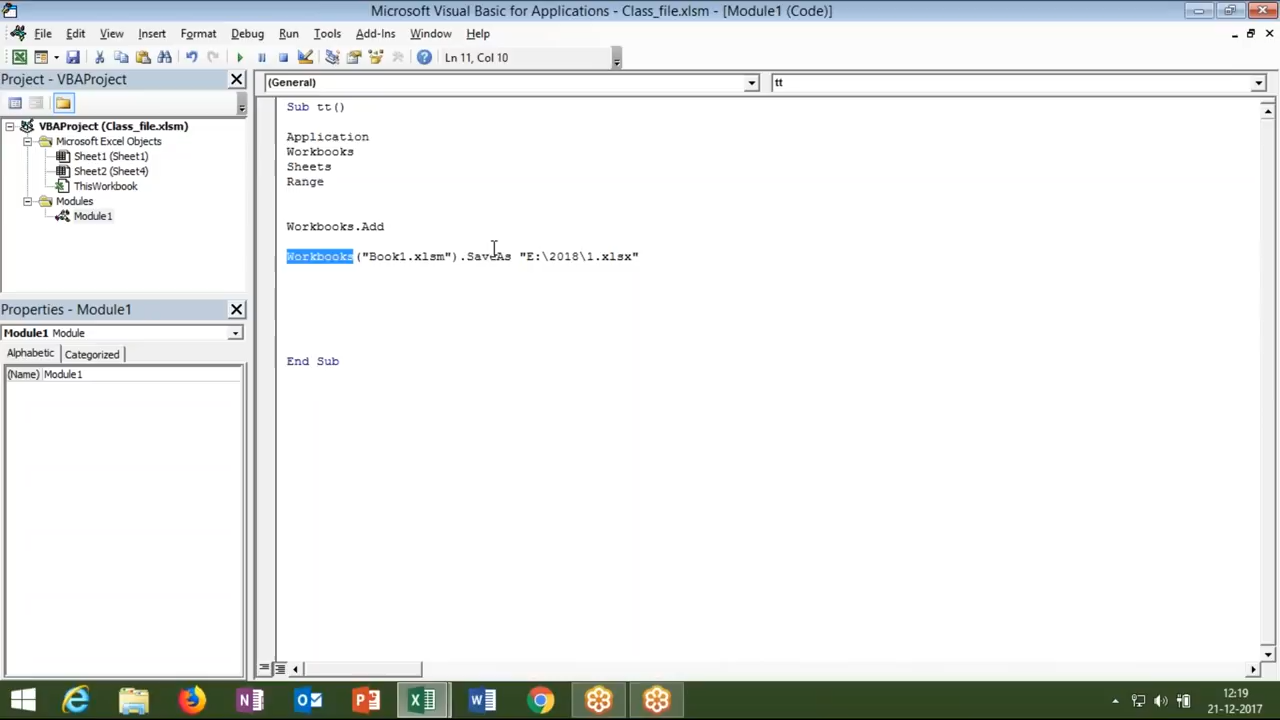 Microsoft Visual Basic for Applications - Class_file.xlsm - [Module1 (Code)]
File Edit View Insert Format Debug Run Tools Add-Ins Window Help
Ln 11, Col 10
Project - VBAProject
(General)
tt
VBAProject (Class_file.xlsm)
Microsoft Excel Objects
Sheet1 (Sheet1)
Sheet2 (Sheet4)
ThisWorkbook
Modules
Module1
Properties - Module1
Module1 Module
Alphabetic Categorized
(Name) Module1
Sub tt()
Application
Workbooks
Sheets
Range
Workbooks.Add
Workbooks("Book1.xlsm").SaveAs "E:\2018\1.xlsx"
End Sub
12:19
21-12-2017